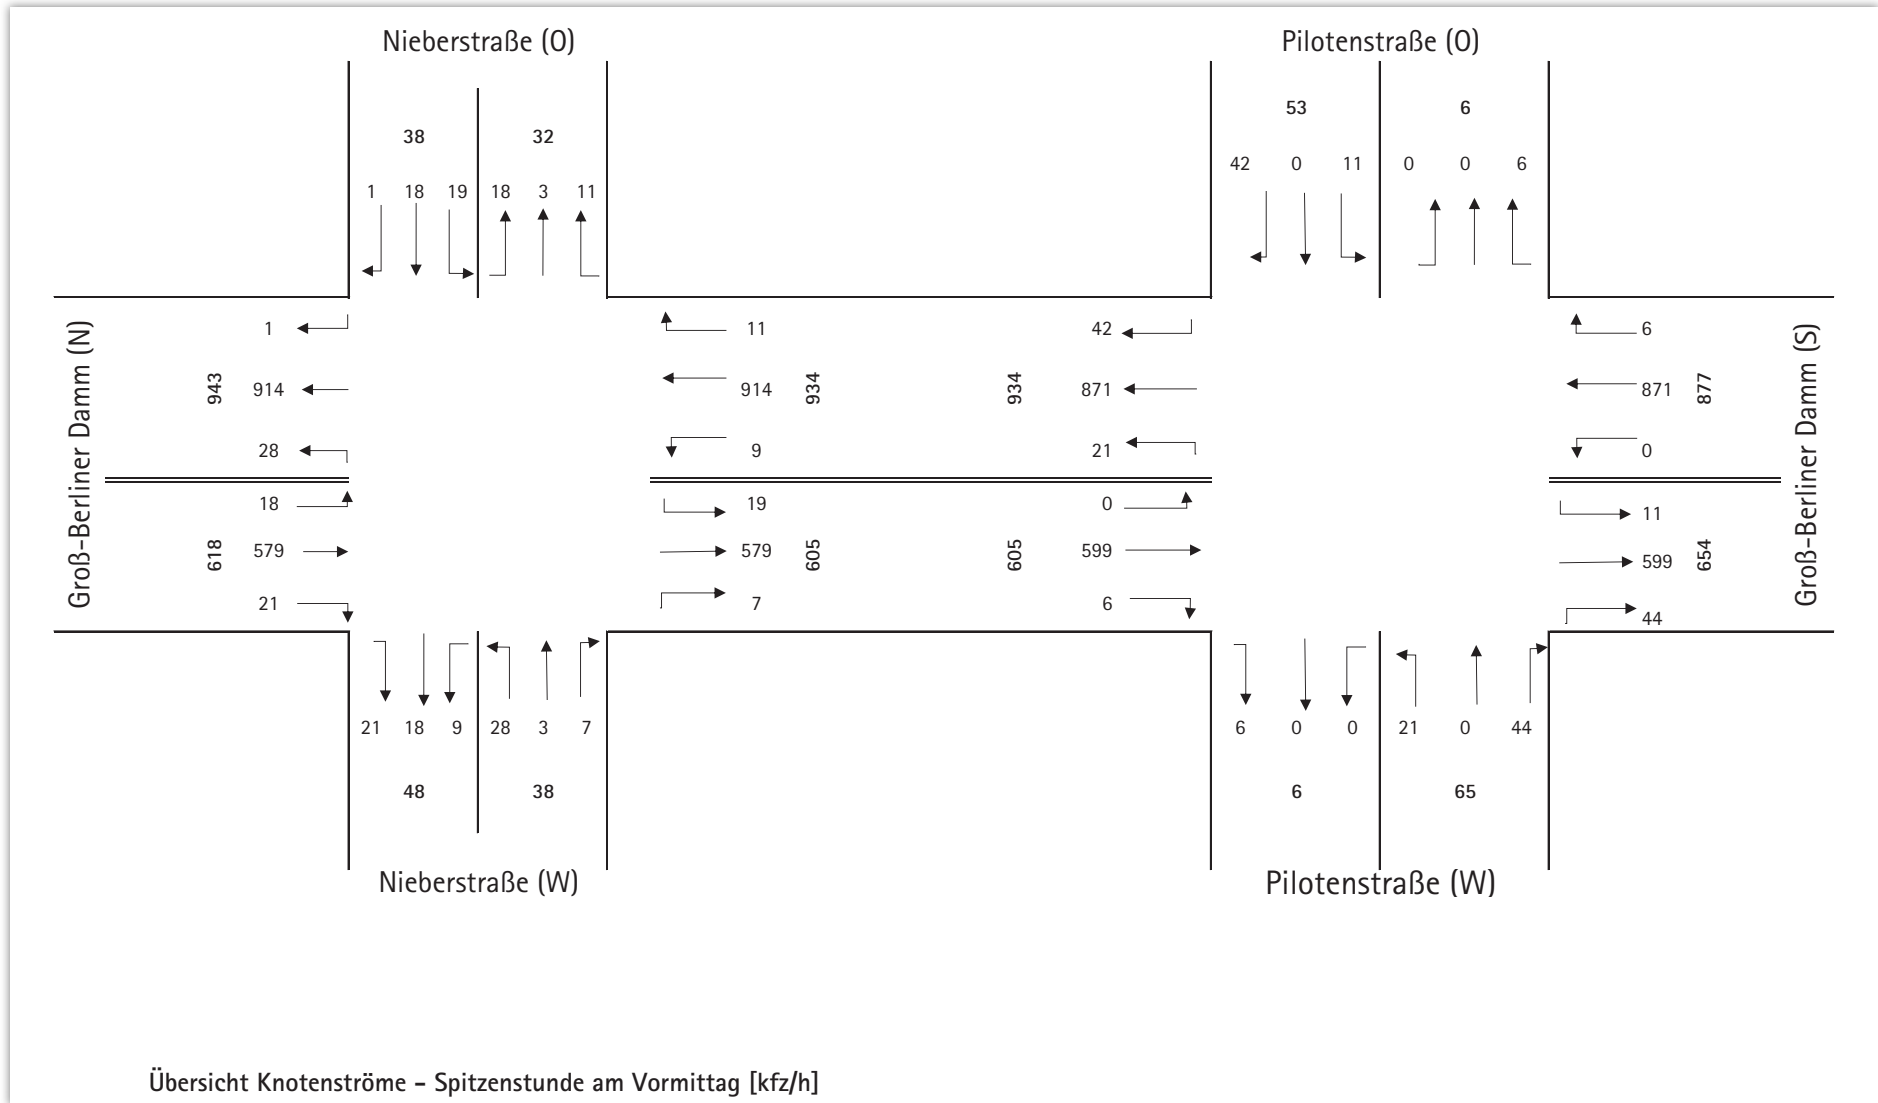 Nieberstraße (O) Pilotenstraße (O)
53 6
38 32
42 0 11 0 0 6
1 18 19 18 3 11
Groß-Berliner Damm (N)
Groß-Berliner Damm (S)
1 11 42 6
943 914 914 934 934 871 871 877
28 9 21 0
18 19 0 11
618 579 579 605 605 599 599 654
21 7 6 44
21 18 9 28 3 7 6 0 0 21 0 44
48 38 6 65
Nieberstraße (W) Pilotenstraße (W)
Übersicht Knotenströme – Spitzenstunde am Vormittag [kfz/h]